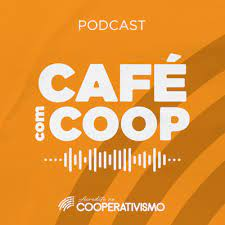 PODCAST
CAFÉ
com COOP
Acredite no
COOPERATIVISMO